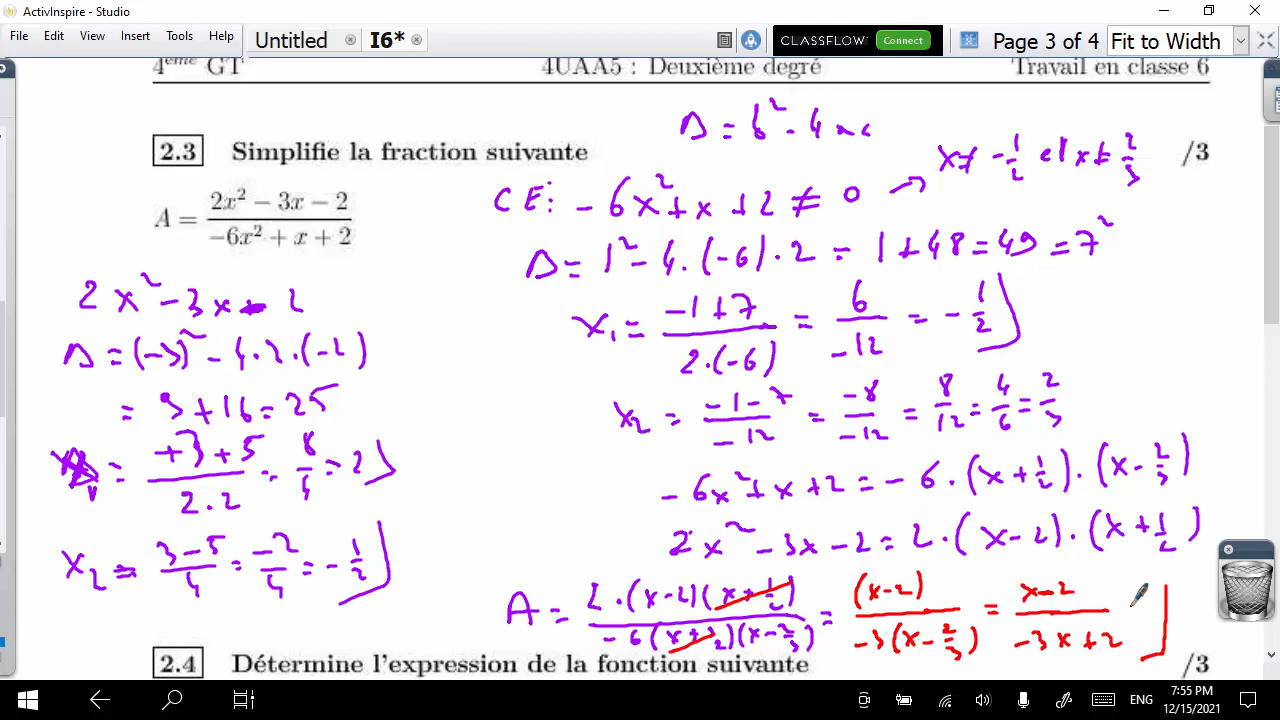 ActivInspire - Studio
File Edit View Insert Tools Help Untitled I6* CLASSFLOW Connect Page 3 of 4 Fit to Width
4ème GT 4UAA5 : Deuxième degré Travail en classe 6
Δ = b² - 4ac
2.3 Simplifie la fraction suivante /3
A = (2x² − 3x − 2)/(−6x² + x + 2)
CE: -6x² + x + 2 ≠ 0 → x ≠ -1/2 et x ≠ 2/3
Δ = 1² - 4.(-6).2 = 1 + 48 = 49 = 7²
x₁ = (-1+7)/(2.(-6)) = 6/-12 = -1/2
x₂ = (-1-7)/-12 = -8/-12 = 8/12 = 4/6 = 2/3
-6x² + x + 2 = -6.(x + 1/2).(x - 2/3)
2x² - 3x - 2 = 2.(x - 2).(x + 1/2)
2x² - 3x - 2
Δ = (-3)² - 4.2.(-2)
= 9 + 16 = 25
= (+3+5)/(2.2) = 8/4 = 2
x₂ = (3-5)/4 = -2/4 = -1/2
A = 2.(x-2)(x+1/2)/-6(x+1/2)(x-2/3) = (x-2)/-3(x-2/3) = (x-2)/(-3x+2)
2.4 Détermine l'expression de la fonction suivante /3
ENG 7:55 PM
12/15/2021